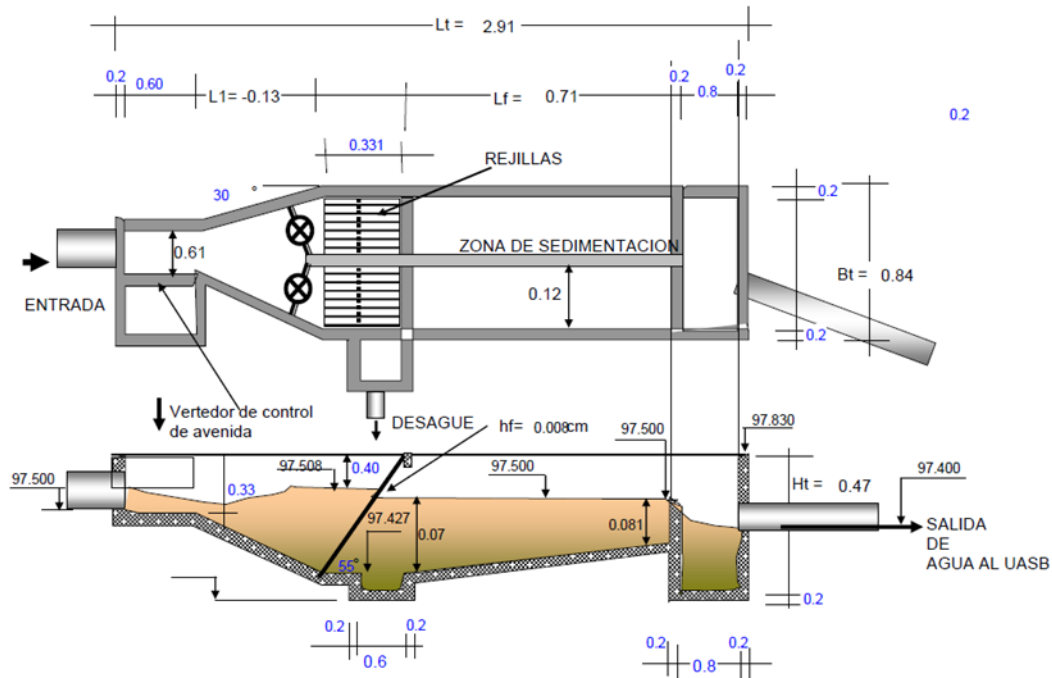 Lt = 2.91
0.2 0.60 L1= -0.13 Lf = 0.71 0.2 0.8 0.2
0.2
0.331
REJILLAS
30 °
0.2
0.61
ZONA DE SEDIMENTACION
Bt = 0.84
ENTRADA
0.12
0.2
Vertedor de control
de avenida
DESAGUE
hf= 0.008cm
97.500
97.830
97.508
0.40
97.500
97.500
97.400
0.33
Ht = 0.47
97.427
0.07
0.081
SALIDA
DE
AGUA AL UASB
55°
0.2
0.2 0.2
0.6
0.2 0.2
0.8